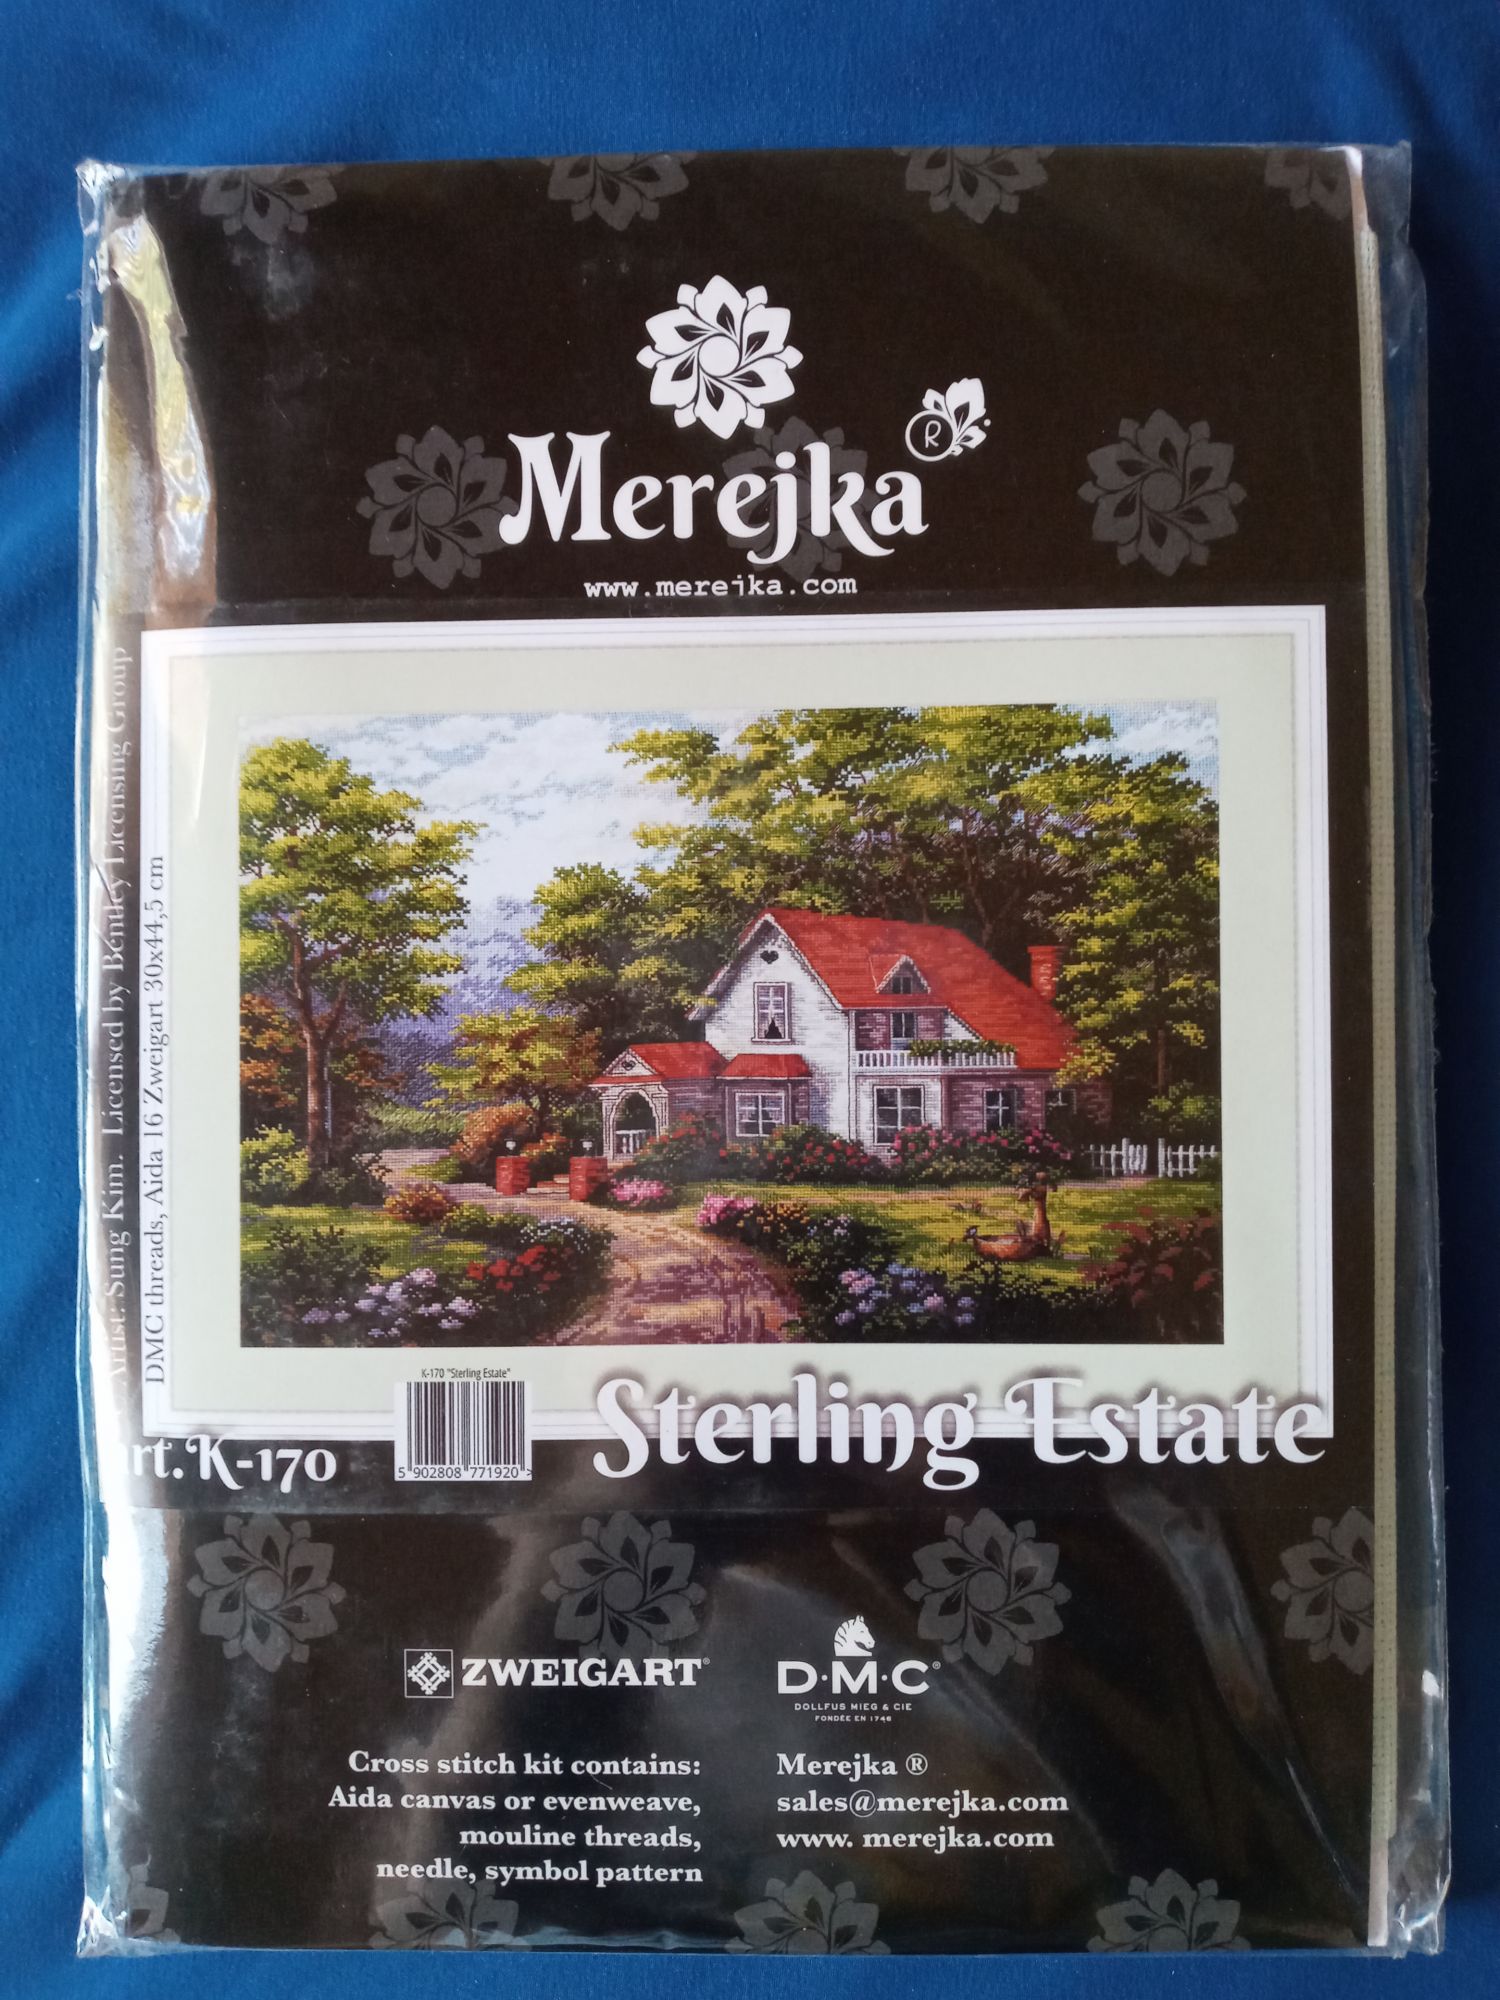 Merejka
R
www.merejka.com
Artist: Sung Kim. Licensed by Bentley Licensing Group
DMC threads, Aida 16 Zweigart 30x44,5 cm
K-170 "Sterling Estate"
5 902808 771920 >
Art. K-170
Sterling Estate
ZWEIGART®
D·M·C®
DOLLFUS MIEG & CIE
FONDÉE EN 1746
Cross stitch kit contains:
Aida canvas or evenweave,
mouline threads,
needle, symbol pattern
Merejka ®
sales@merejka.com
www. merejka.com